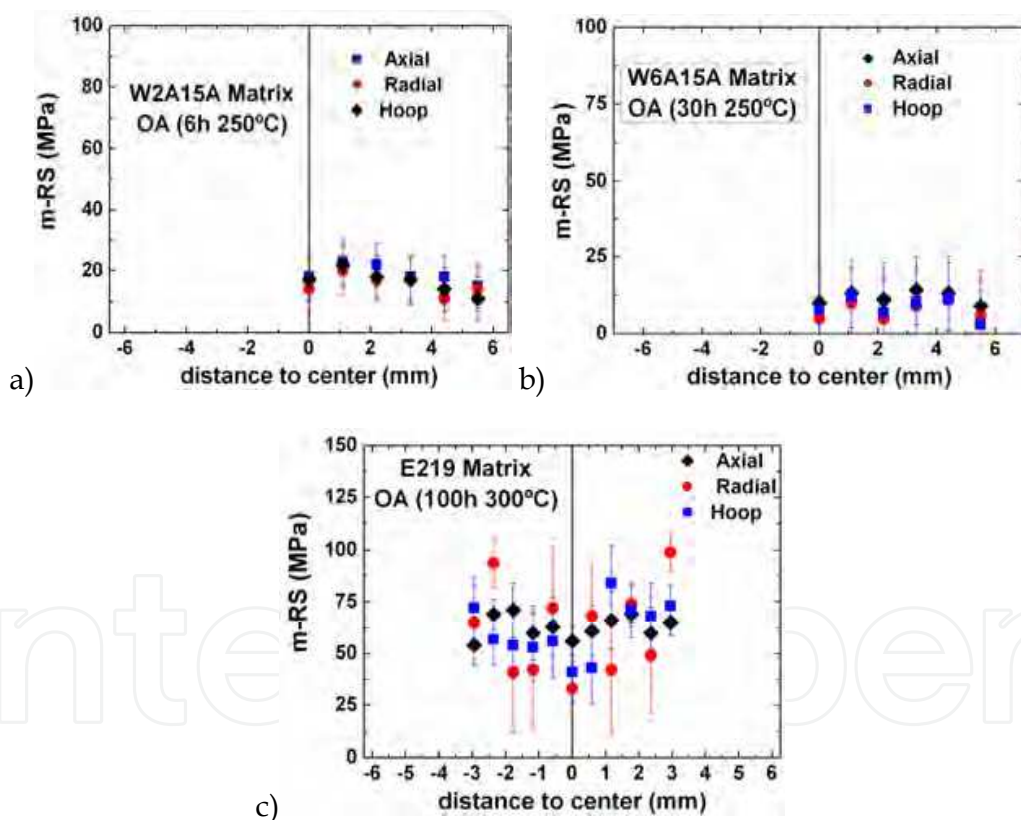 100
80
60
40
20
0
m-RS (MPa)
W2A15A Matrix
OA (6h 250ºC)
Axial
Radial
Hoop
-6 -4 -2 0 2 4 6
distance to center (mm)
a)
100
75
50
25
0
m-RS (MPa)
W6A15A Matrix
OA (30h 250ºC)
Axial
Radial
Hoop
-6 -4 -2 0 2 4 6
distance to center (mm)
b)
150
125
100
75
50
25
0
m-RS (MPa)
E219 Matrix
OA (100h 300ºC)
Axial
Radial
Hoop
-6 -5 -4 -3 -2 -1 0 1 2 3 4 5 6
distance to center (mm)
c)